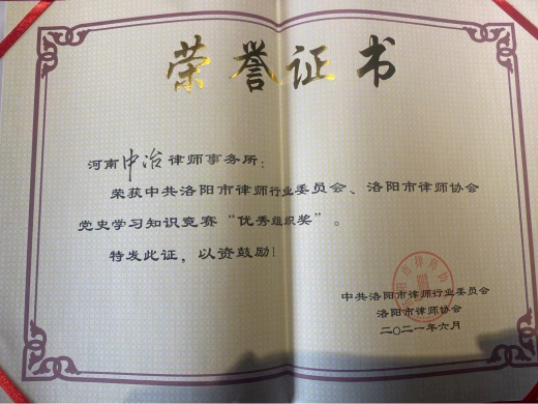 荣誉证书
河南中冶律师事务所：
荣获中共洛阳市律师行业委员会、洛阳市律师协会
党史学习知识竞赛“优秀组织奖”。
特发此证，以资鼓励！
中共洛阳市律师行业委员会
洛阳市律师协会
二〇二一年六月